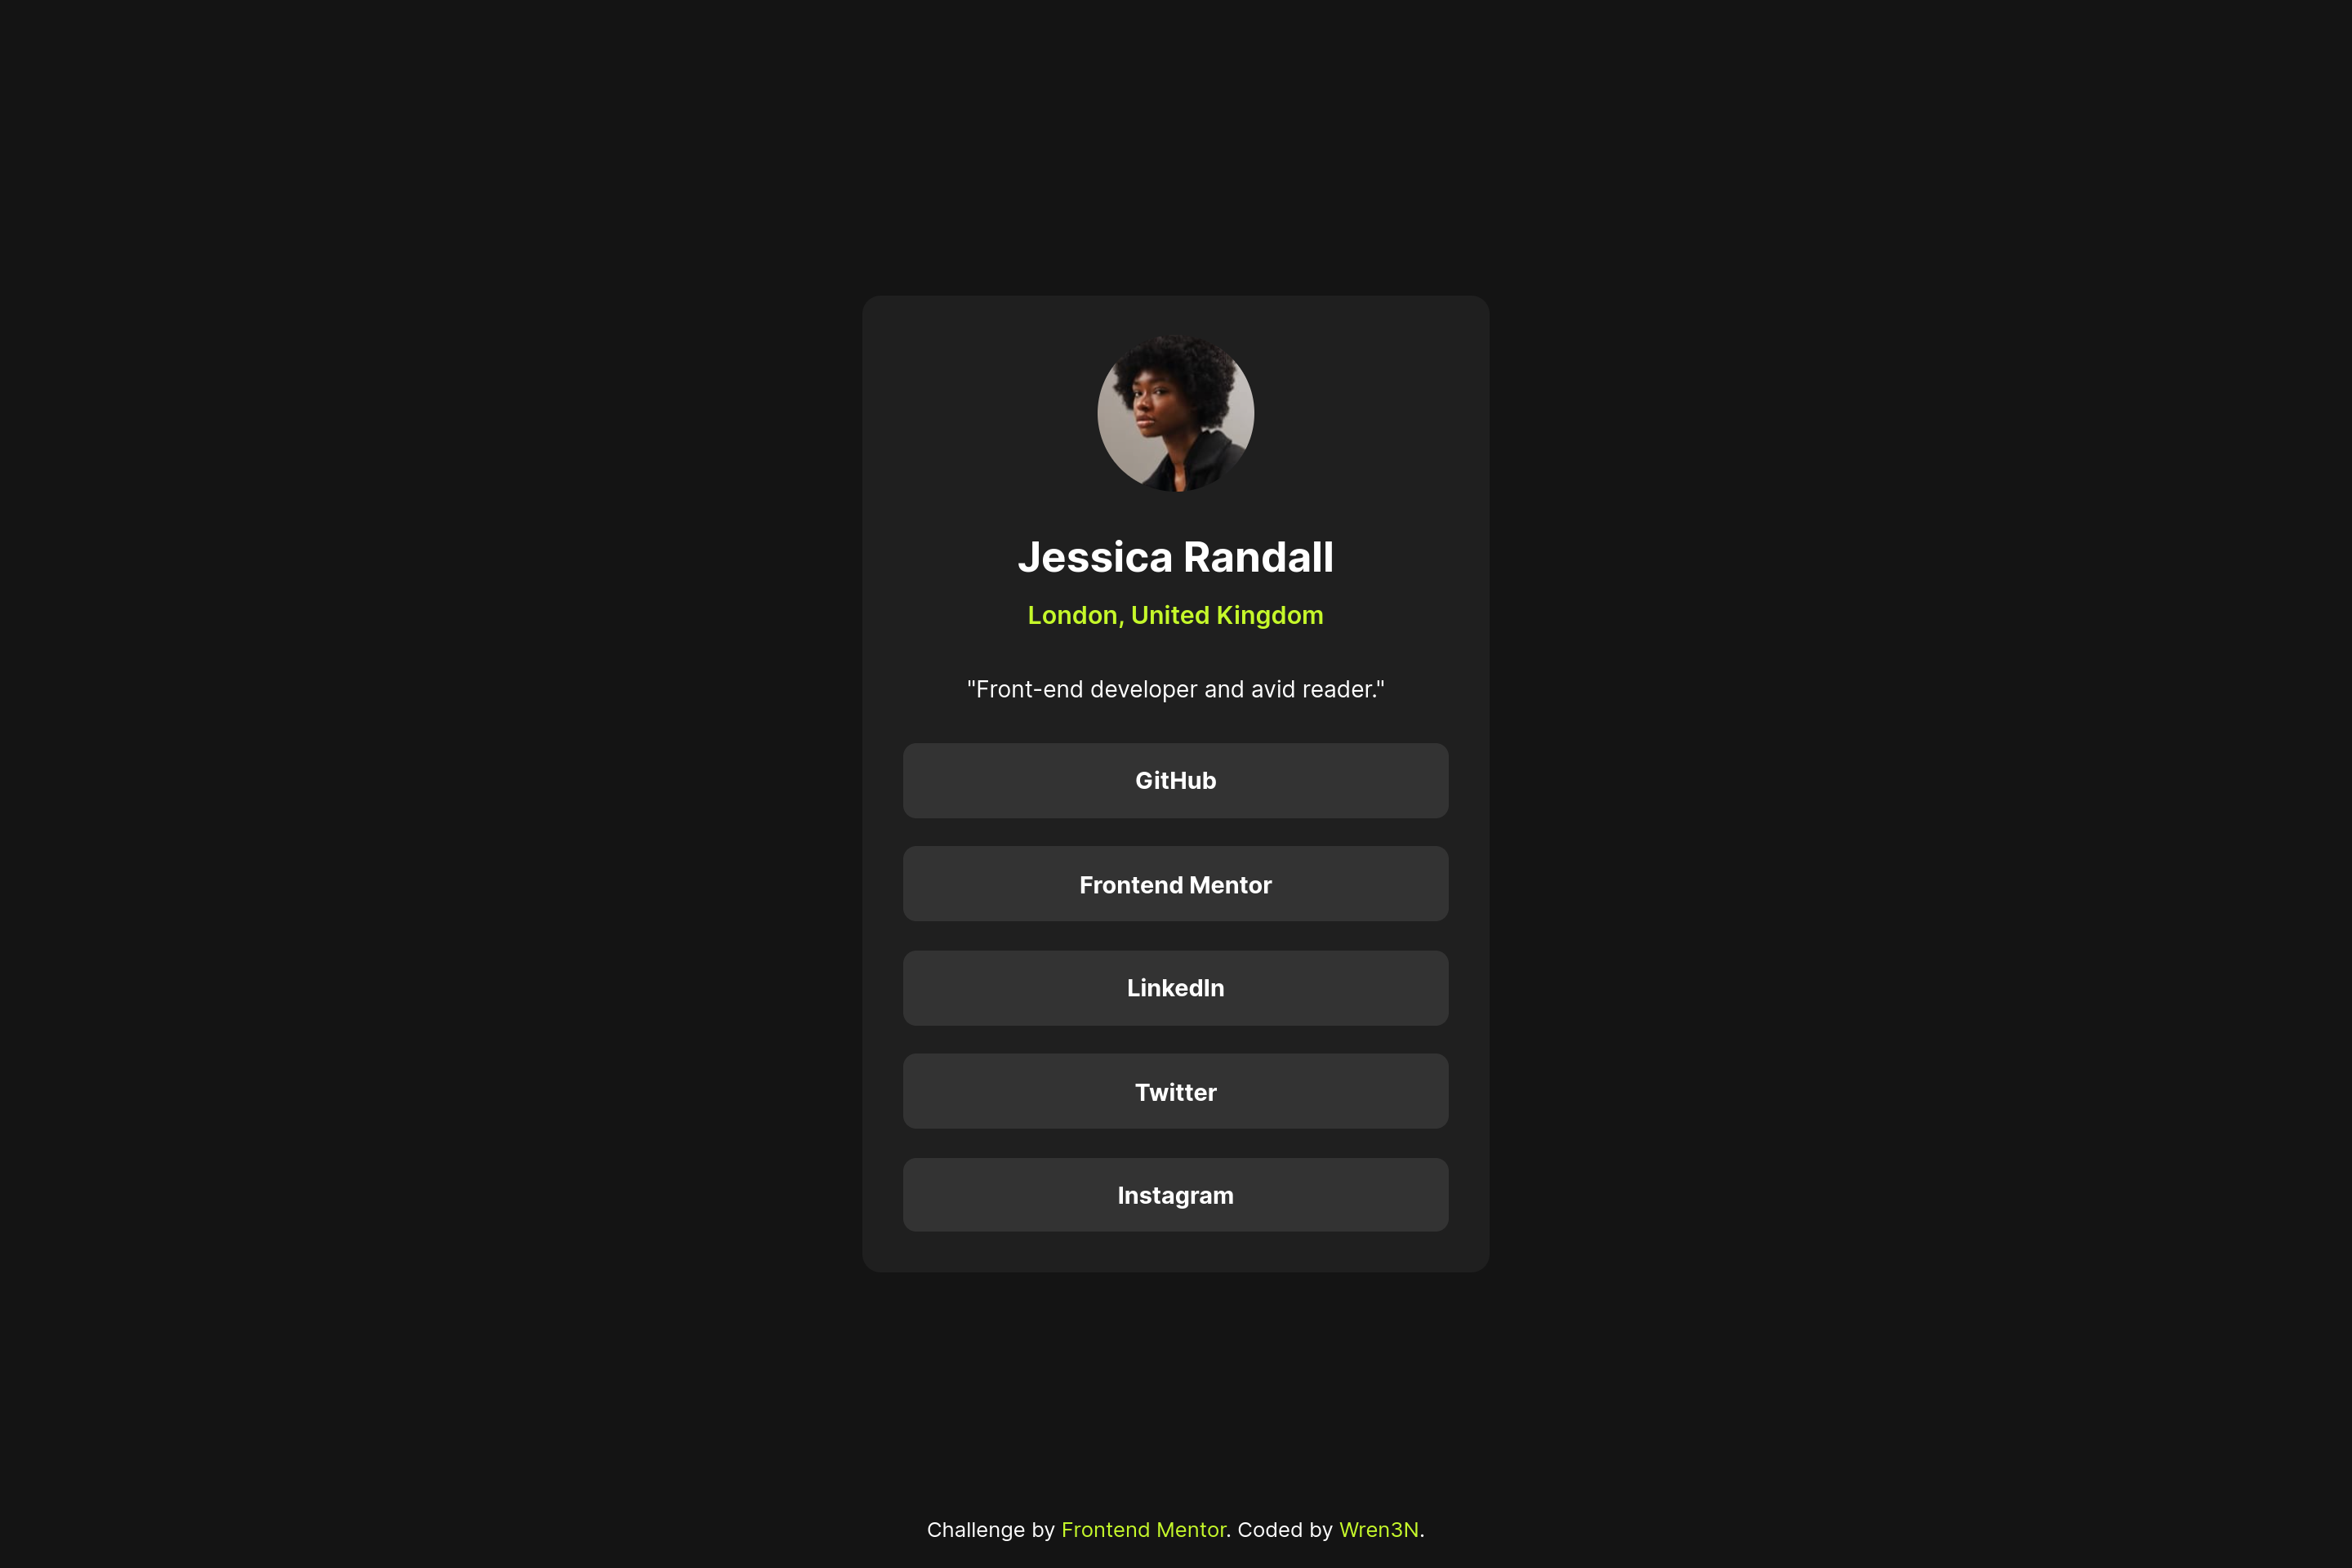 Jessica Randall
London, United Kingdom
"Front-end developer and avid reader."
GitHub
Frontend Mentor
LinkedIn
Twitter
Instagram
Challenge by Frontend Mentor. Coded by Wren3N.